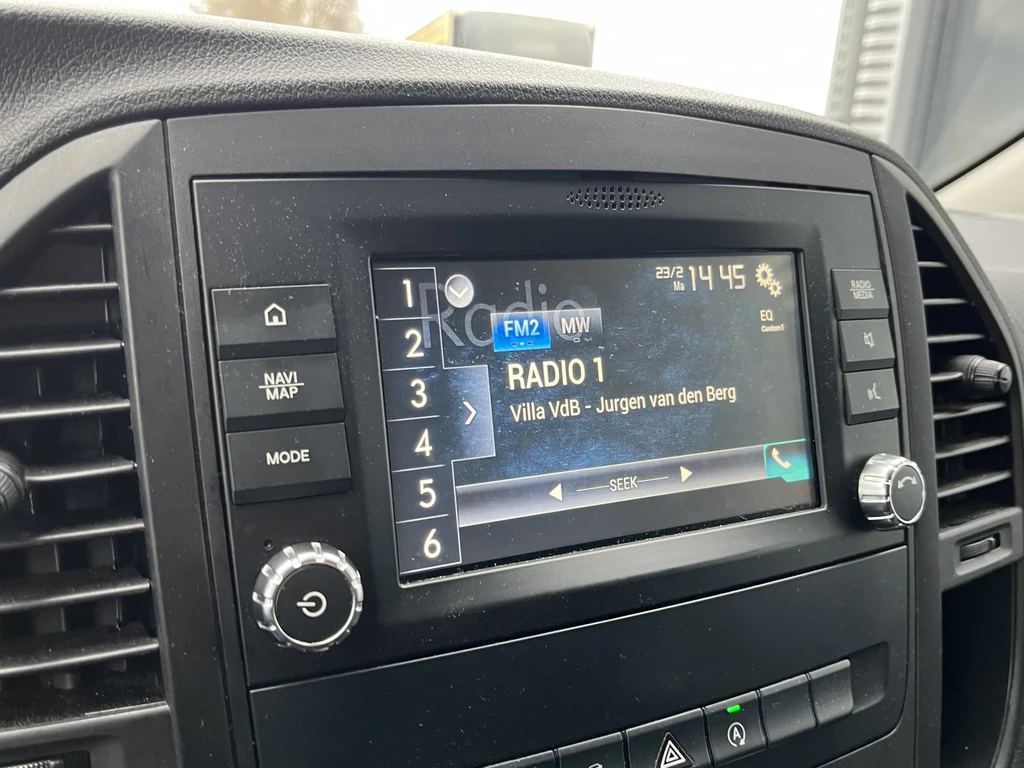 Radio
23/2
Ma
14 45
FM2
MW
EQ
Custom1
RADIO 1
Villa VdB - Jurgen van den Berg
SEEK
1
2
3
4
5
6
NAVI
MAP
MODE
RADIO
MEDIA
A